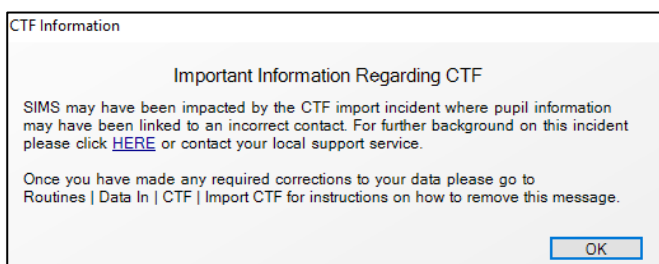 CTF Information
Important Information Regarding CTF
SIMS may have been impacted by the CTF import incident where pupil information
may have been linked to an incorrect contact. For further background on this incident
please click HERE or contact your local support service.
Once you have made any required corrections to your data please go to
Routines | Data In | CTF | Import CTF for instructions on how to remove this message.
OK